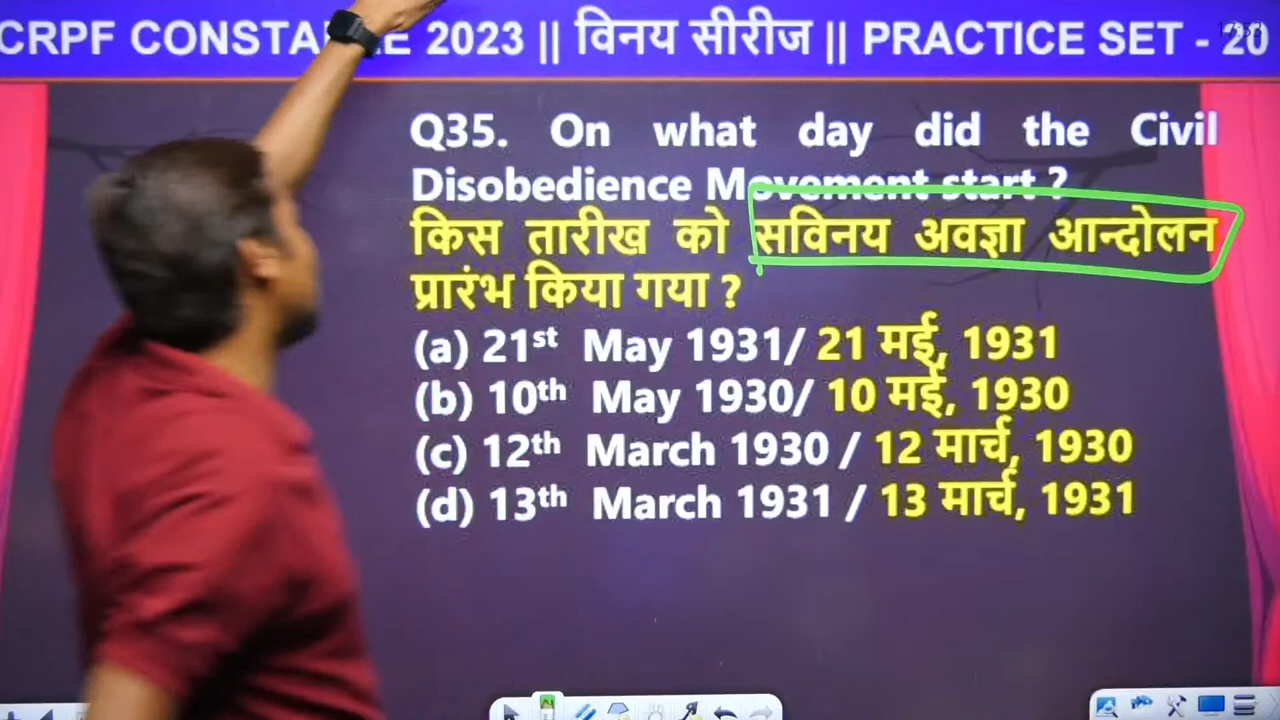 CRPF CONSTABLE 2023 || विनय सीरीज || PRACTICE SET - 20
Q35. On what day did the Civil
Disobedience Movement start ?
किस तारीख को सविनय अवज्ञा आन्दोलन
प्रारंभ किया गया ?
(a) 21st May 1931/ 21 मई, 1931
(b) 10th May 1930/ 10 मई, 1930
(c) 12th March 1930 / 12 मार्च, 1930
(d) 13th March 1931 / 13 मार्च, 1931